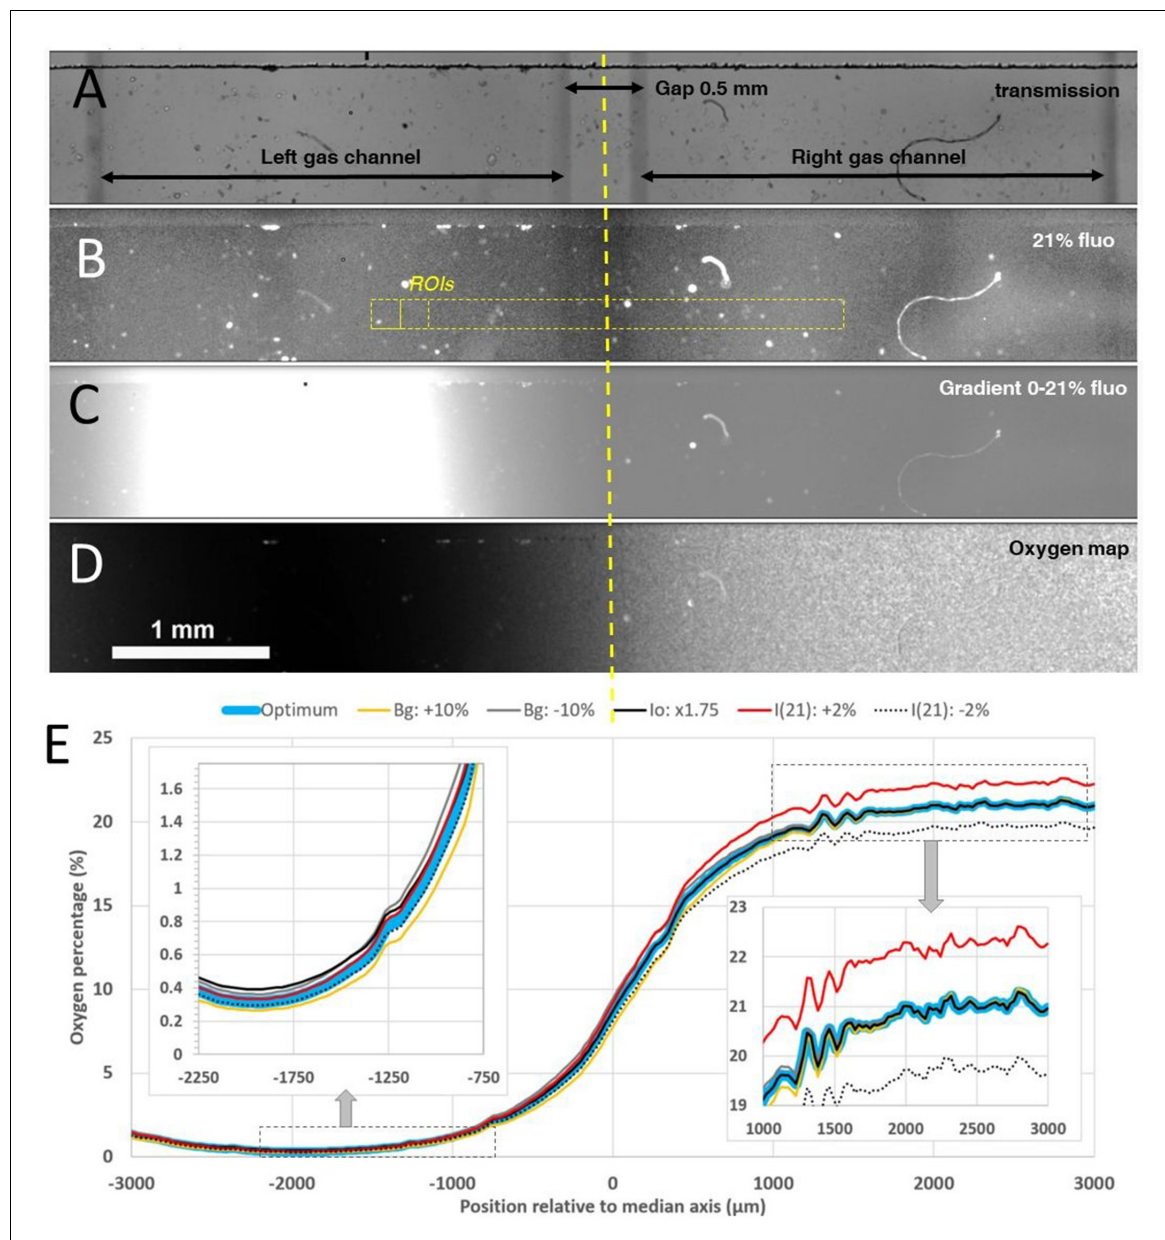 A
Gap 0.5 mm
transmission
Left gas channel
Right gas channel
B
21% fluo
ROIs
C
Gradient 0-21% fluo
D
Oxygen map
1 mm
E
Optimum Bg: +10% Bg: -10% Io: x1.75 I(21): +2% I(21): -2%
Oxygen percentage (%)
25
20
15
10
5
0
-3000 -2000 -1000 0 1000 2000 3000
Position relative to median axis (µm)
1.6
1.4
1.2
1
0.8
0.6
0.4
0.2
0
-2250 -1750 -1250 -750
23
22
21
20
19
1000 1500 2000 2500 3000